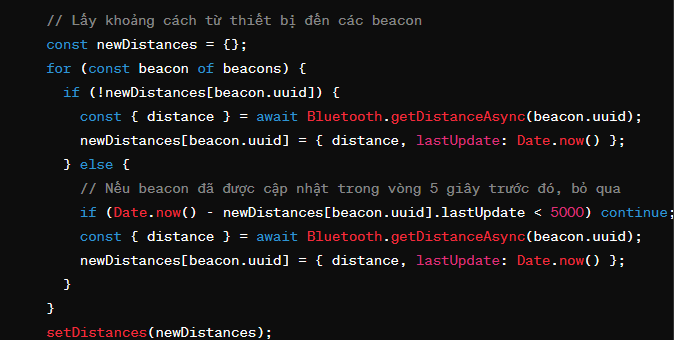 // Lấy khoảng cách từ thiết bị đến các beacon
const newDistances = {};
for (const beacon of beacons) {
if (!newDistances[beacon.uuid]) {
const { distance } = await Bluetooth.getDistanceAsync(beacon.uuid);
newDistances[beacon.uuid] = { distance, lastUpdate: Date.now() };
} else {
// Nếu beacon đã được cập nhật trong vòng 5 giây trước đó, bỏ qua
if (Date.now() - newDistances[beacon.uuid].lastUpdate < 5000) continue;
const { distance } = await Bluetooth.getDistanceAsync(beacon.uuid);
newDistances[beacon.uuid] = { distance, lastUpdate: Date.now() };
}
}
setDistances(newDistances);